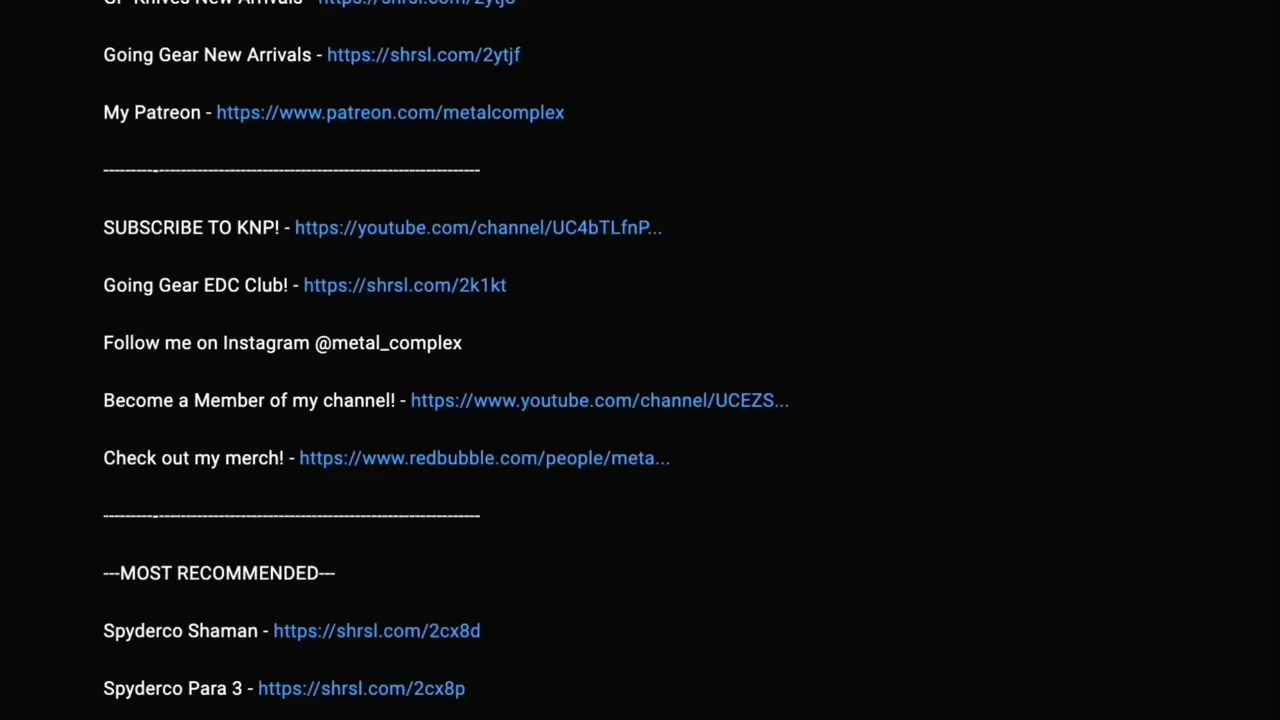 Knives New Arrivals -
Going Gear New Arrivals - https://shrsl.com/2ytjf
My Patreon - https://www.patreon.com/metalcomplex
--------------------------------------------------------------------
SUBSCRIBE TO KNP! - https://youtube.com/channel/UC4bTLfnP...
Going Gear EDC Club! - https://shrsl.com/2k1kt
Follow me on Instagram @metal_complex
Become a Member of my channel! - https://www.youtube.com/channel/UCEZS...
Check out my merch! - https://www.redbubble.com/people/meta...
--------------------------------------------------------------------
---MOST RECOMMENDED---
Spyderco Shaman - https://shrsl.com/2cx8d
Spyderco Para 3 - https://shrsl.com/2cx8p